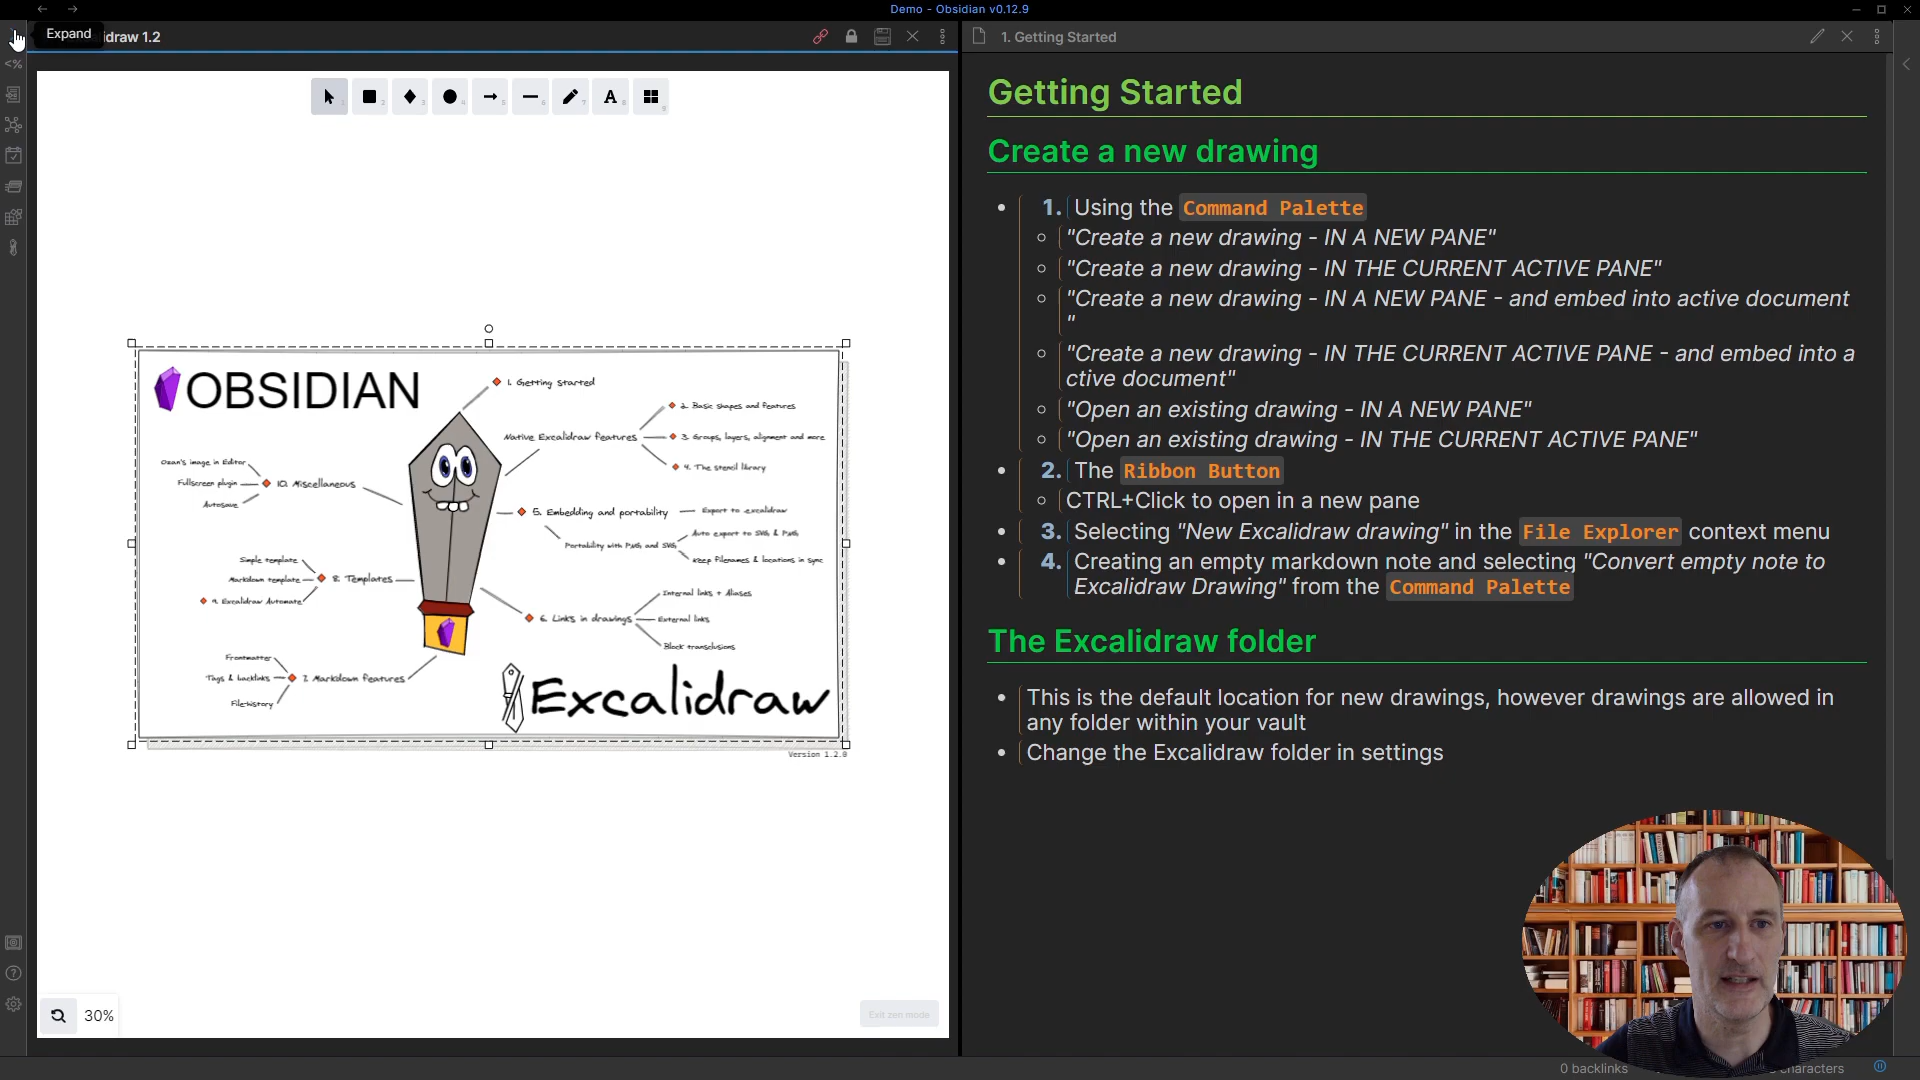 Demo - Obsidian v0.12.9
Expand
draw 1.2
1. Getting Started
OBSIDIAN
1. Getting Started
Native Excalidraw features
2. Basic shapes and features
3. Groups, layers, alignment and more
4. The stencil library
Ozan's image in Editor
Fullscreen plugin
Autosave
10. Miscellaneous
5. Embedding and portability
Export to .excalidraw
Portability with PNG and SVG
Auto export to SVG & PNG
Keep filenames & locations in sync
Simple template
Markdown template
9. Excalidraw Automate
8. Templates
6. Links in drawings
Internal links + Aliases
External links
Block transclusions
Frontmatter
Tags & backlinks
File-history
7. Markdown features
Excalidraw
Version 1.2.0
30%
Exit zen mode
Getting Started
Create a new drawing
1. Using the Command Palette
"Create a new drawing - IN A NEW PANE"
"Create a new drawing - IN THE CURRENT ACTIVE PANE"
"Create a new drawing - IN A NEW PANE - and embed into active document
"
"Create a new drawing - IN THE CURRENT ACTIVE PANE - and embed into a
ctive document"
"Open an existing drawing - IN A NEW PANE"
"Open an existing drawing - IN THE CURRENT ACTIVE PANE"
2. The Ribbon Button
CTRL+Click to open in a new pane
3. Selecting "New Excalidraw drawing" in the File Explorer context menu
4. Creating an empty markdown note and selecting "Convert empty note to
Excalidraw Drawing" from the Command Palette
The Excalidraw folder
This is the default location for new drawings, however drawings are allowed in
any folder within your vault
Change the Excalidraw folder in settings
0 backlinks
characters